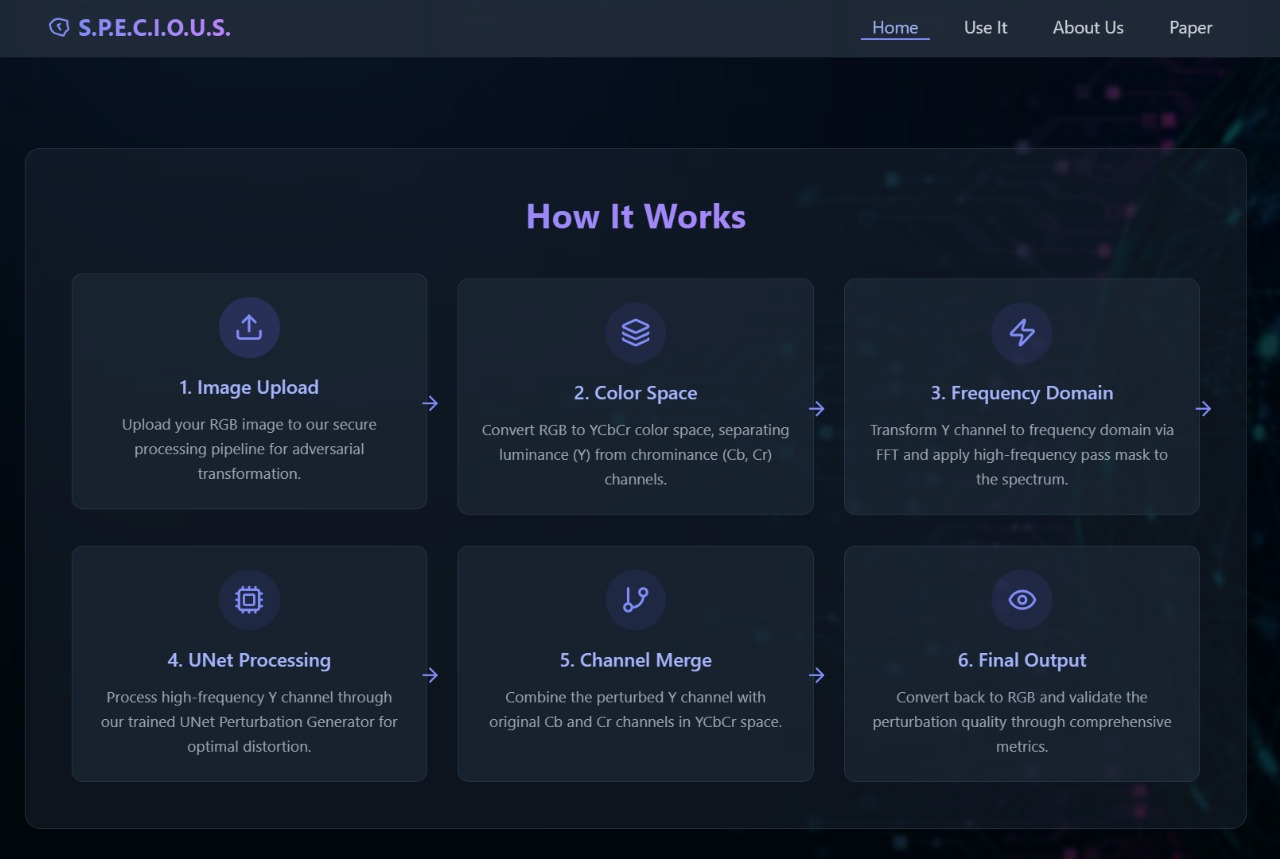 S.P.E.C.I.O.U.S.
Home Use It About Us Paper
How It Works
1. Image Upload
Upload your RGB image to our secure
processing pipeline for adversarial
transformation.
2. Color Space
Convert RGB to YCbCr color space, separating
luminance (Y) from chrominance (Cb, Cr)
channels.
3. Frequency Domain
Transform Y channel to frequency domain via
FFT and apply high-frequency pass mask to
the spectrum.
4. UNet Processing
Process high-frequency Y channel through
our trained UNet Perturbation Generator for
optimal distortion.
5. Channel Merge
Combine the perturbed Y channel with
original Cb and Cr channels in YCbCr space.
6. Final Output
Convert back to RGB and validate the
perturbation quality through comprehensive
metrics.